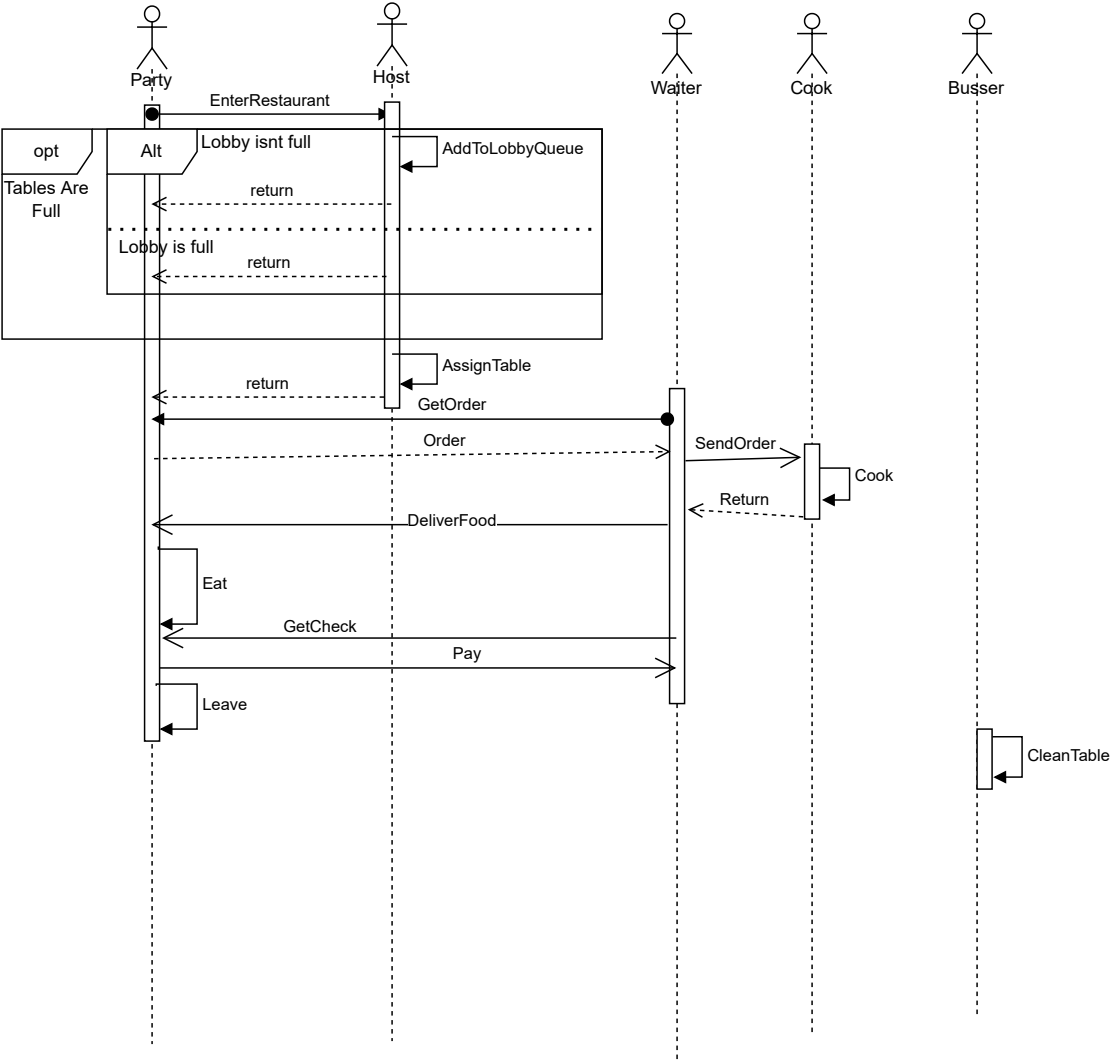 Party
Host
Waiter
Cook
Busser
EnterRestaurant
opt
Alt
Lobby isnt full
AddToLobbyQueue
Tables Are
Full
return
Lobby is full
return
AssignTable
return
GetOrder
Order
SendOrder
Cook
Return
DeliverFood
Eat
GetCheck
Pay
Leave
CleanTable